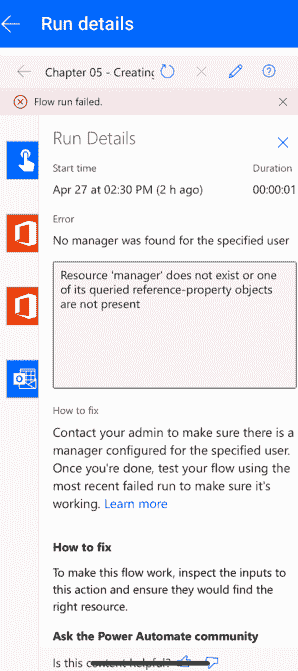 Run details
Chapter 05 - Creating
Flow run failed.
Run Details
Start time
Duration
Apr 27 at 02:30 PM (2 h ago)
00:00:01
Error
No manager was found for the specified user
Resource 'manager' does not exist or one
of its queried reference-property objects
are not present
How to fix
Contact your admin to make sure there is a
manager configured for the specified user.
Once you're done, test your flow using the
most recent failed run to make sure it's
working. Learn more
How to fix
To make this flow work, inspect the inputs to
this action and ensure they would find the
right resource.
Ask the Power Automate community
Is this content helpful?